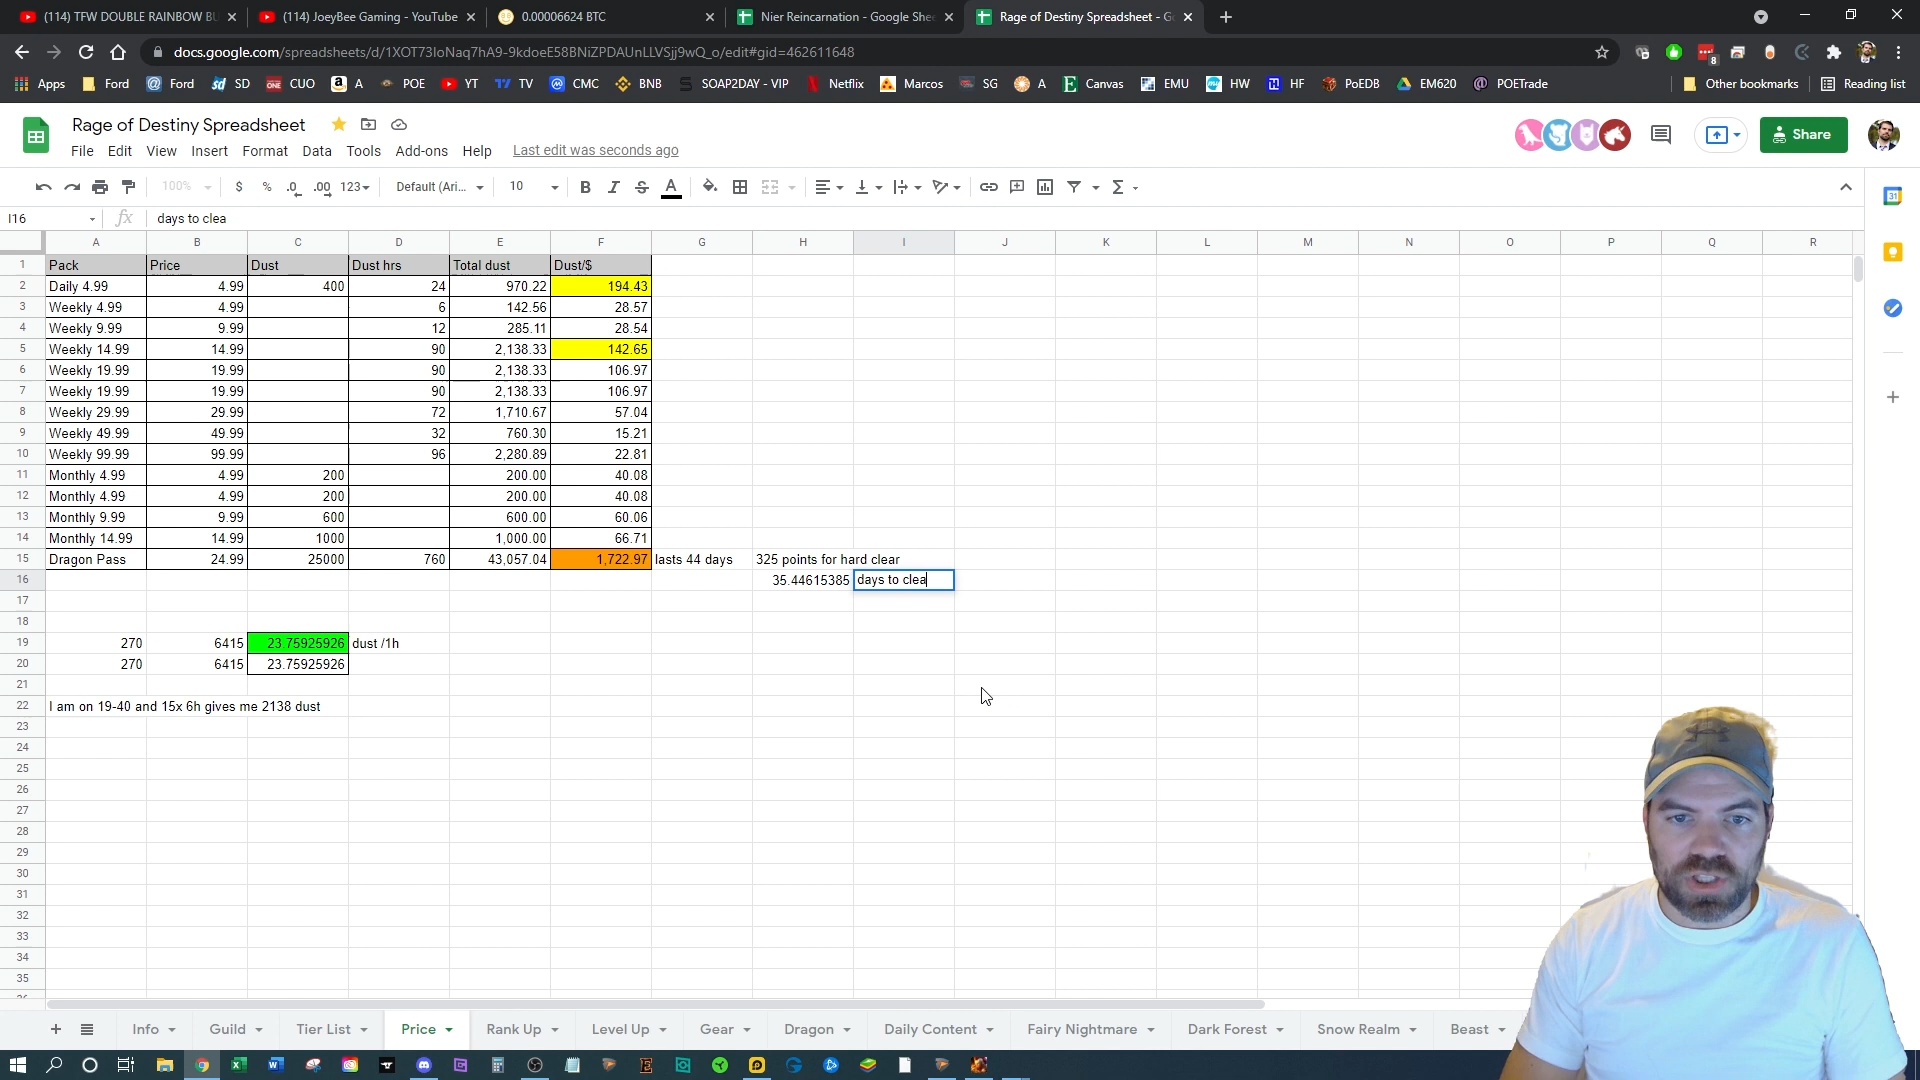 (114) TFW DOUBLE RAINBOW BU
(114) JoeyBee Gaming - YouTube
0.00006624 BTC
Nier Reincarnation - Google Shee
Rage of Destiny Spreadsheet - Go
docs.google.com/spreadsheets/d/1XOT73IoNaq7hA9-9kdoeE58BNiZPDAUnLLVSjj9wQ_o/edit#gid=462611648
Apps Ford Ford SD CUO A POE YT TV CMC BNB SOAP2DAY - VIP Netflix Marcos SG A Canvas EMU HW HF PoEDB EM620 POETrade Other bookmarks Reading list
Rage of Destiny Spreadsheet
Share
File Edit View Insert Format Data Tools Add-ons Help Last edit was seconds ago
100% $ % .0 .00 123 Default (Ari... 10 B I S A
I16 fx days to clea
A B C D E F G H I J K L M N O P Q R
1 Pack Price Dust Dust hrs Total dust Dust/$
2 Daily 4.99 4.99 400 24 970.22 194.43
3 Weekly 4.99 4.99 6 142.56 28.57
4 Weekly 9.99 9.99 12 285.11 28.54
5 Weekly 14.99 14.99 90 2,138.33 142.65
6 Weekly 19.99 19.99 90 2,138.33 106.97
7 Weekly 19.99 19.99 90 2,138.33 106.97
8 Weekly 29.99 29.99 72 1,710.67 57.04
9 Weekly 49.99 49.99 32 760.30 15.21
10 Weekly 99.99 99.99 96 2,280.89 22.81
11 Monthly 4.99 4.99 200 200.00 40.08
12 Monthly 4.99 4.99 200 200.00 40.08
13 Monthly 9.99 9.99 600 600.00 60.06
14 Monthly 14.99 14.99 1000 1,000.00 66.71
15 Dragon Pass 24.99 25000 760 43,057.04 1,722.97 lasts 44 days 325 points for hard clear
16 35.44615385 days to clea
17
18
19 270 6415 23.75925926 dust /1h
20 270 6415 23.75925926
21
22 I am on 19-40 and 15x 6h gives me 2138 dust
23
24
25
26
27
28
29
30
31
32
33
34
35
Info Guild Tier List Price Rank Up Level Up Gear Dragon Daily Content Fairy Nightmare Dark Forest Snow Realm Beast